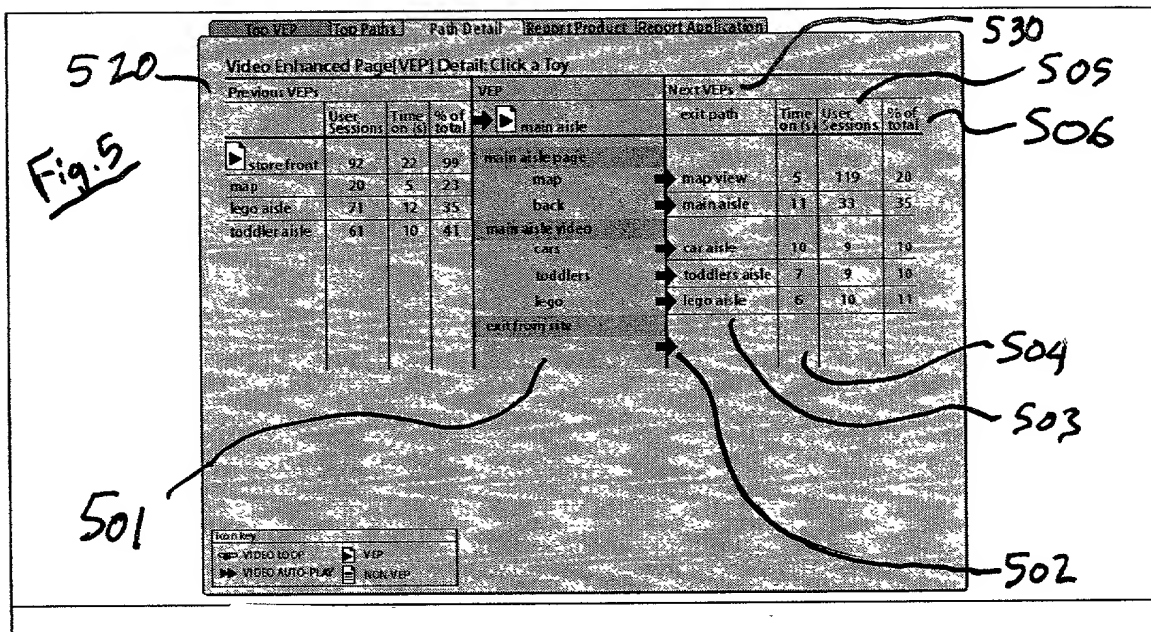 Top VEP Top Paths Path Detail Report Product Report Application
530
520
Video Enhanced Page[VEP] Detail: Click a Toy
505
Previous VEPs VEP Next VEPs
User Sessions Time on (s) % of total main aisle exit path Time on (s) User Sessions % of total
506
Fig. 5
store front 92 22 99 main aisle page
map 20 5 23 map map view 5 119 20
lego aisle 71 12 35 back main aisle 11 33 35
toddler aisle 61 10 41 main aisle video
cars car aisle 10 9 10
toddlers toddlers aisle 7 9 10
lego lego aisle 6 10 11
exit from site
504
503
501
Icon key
VIDEO LOOP VEP
VIDEO AUTO-PLAY NON VEP
502